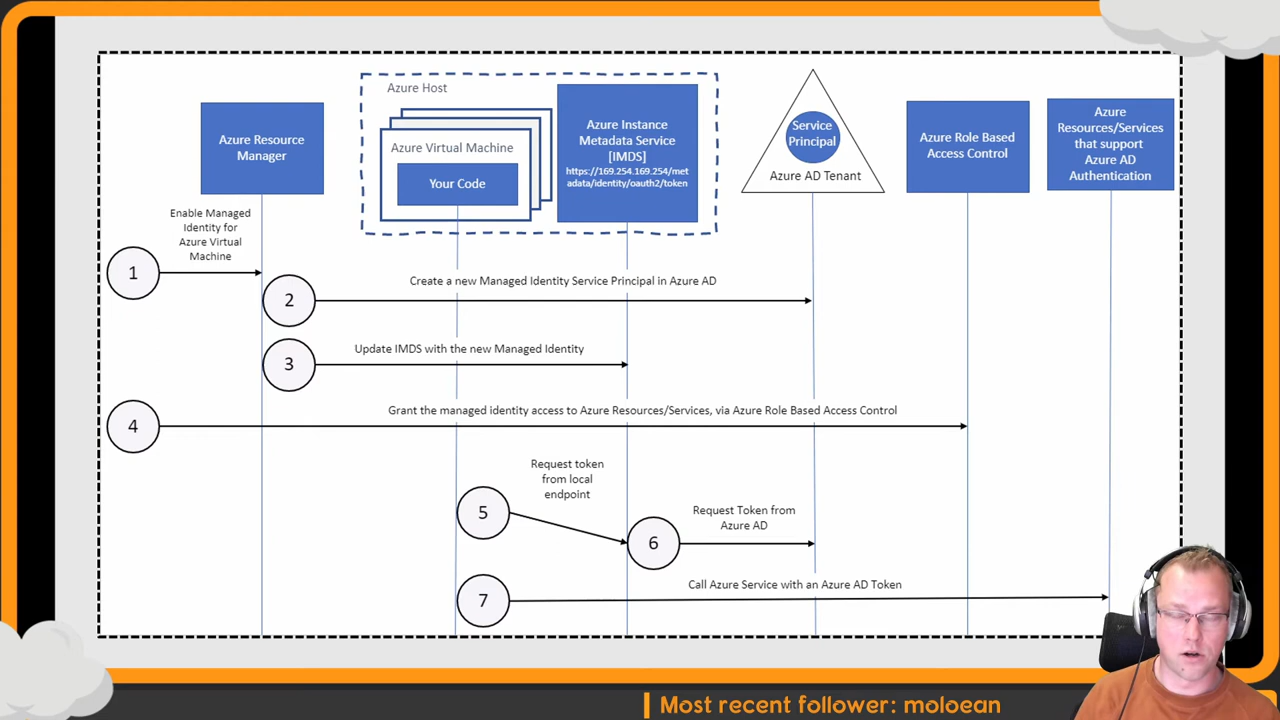 Azure Host
Azure Resource
Manager
Azure Virtual Machine
Your Code
Azure Instance
Metadata Service
[IMDS]
https://169.254.169.254/met
adata/identity/oauth2/token
Service
Principal
Azure AD Tenant
Azure Role Based
Access Control
Azure
Resources/Services
that support
Azure AD
Authentication
Enable Managed
Identity for
Azure Virtual
Machine
1
2
Create a new Managed Identity Service Principal in Azure AD
3
Update IMDS with the new Managed Identity
4
Grant the managed identity access to Azure Resources/Services, via Azure Role Based Access Control
Request token
from local
endpoint
5
6
Request Token from
Azure AD
7
Call Azure Service with an Azure AD Token
Most recent follower: moloean